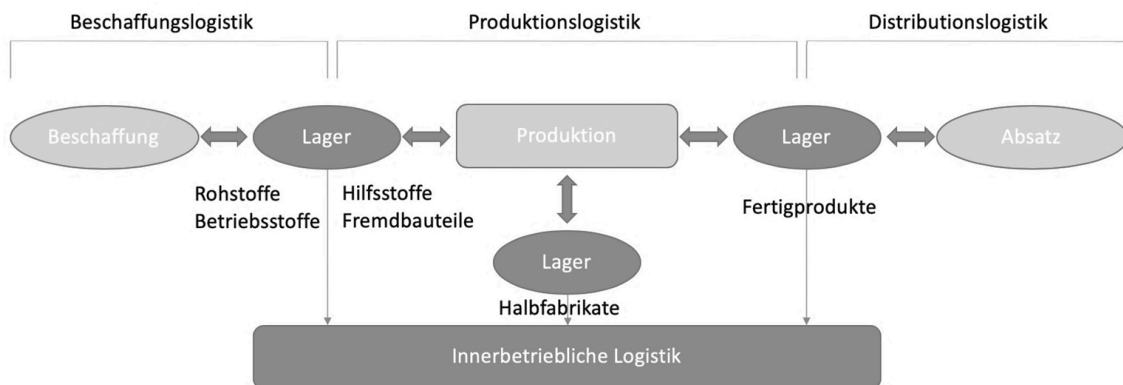 Beschaffungslogistik
Produktionslogistik
Distributionslogistik
Beschaffung
Lager
Produktion
Lager
Absatz
Rohstoffe
Betriebsstoffe
Hilfsstoffe
Fremdbauteile
Fertigprodukte
Lager
Halbfabrikate
Innerbetriebliche Logistik